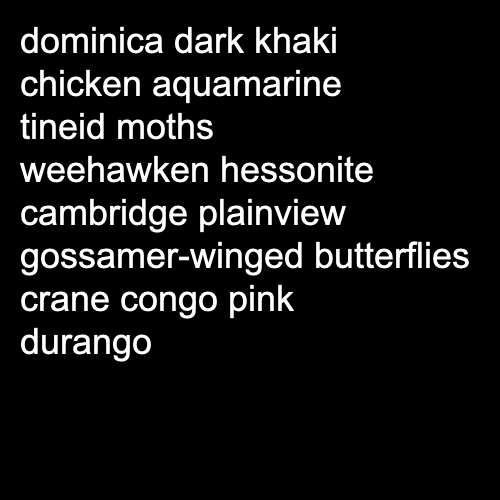 dominica dark khaki
chicken aquamarine
tineid moths
weehawken hessonite
cambridge plainview
gossamer-winged butterflies
crane congo pink
durango